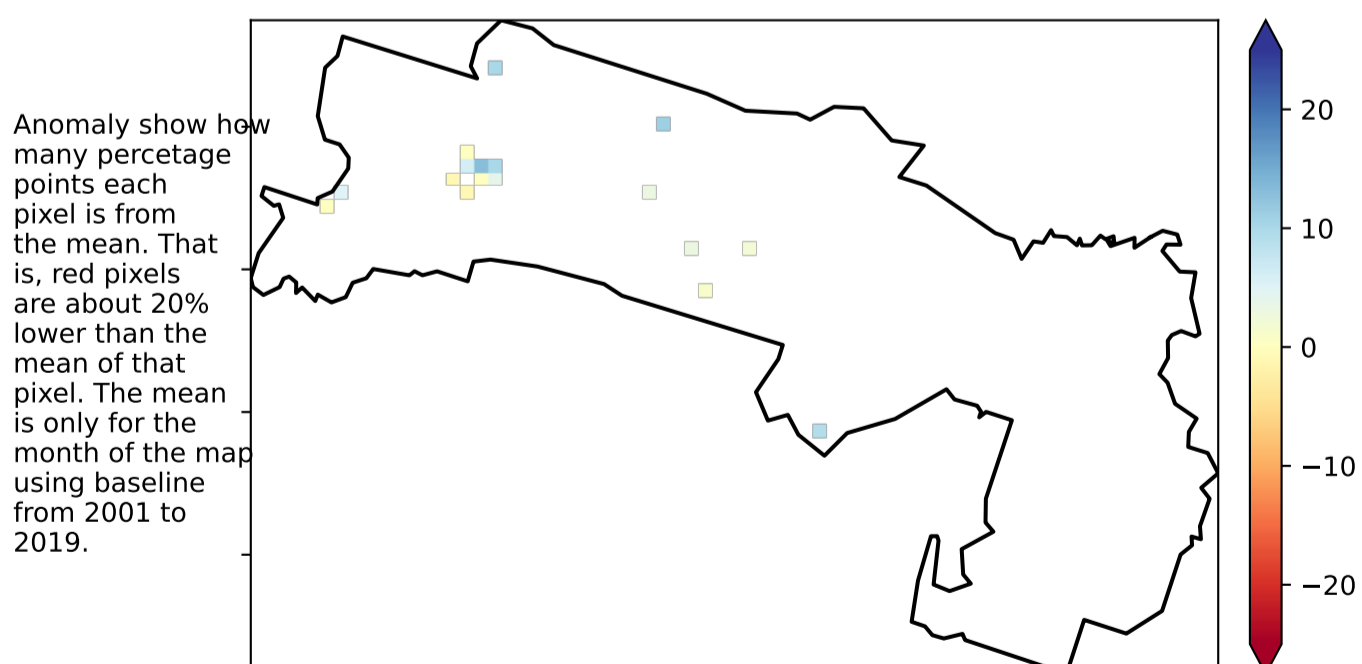 Anomaly show how
many percetage
points each
pixel is from
the mean. That
is, red pixels
are about 20%
lower than the
mean of that
pixel. The mean
is only for the
month of the map
using baseline
from 2001 to
2019.
20
10
0
−10
−20